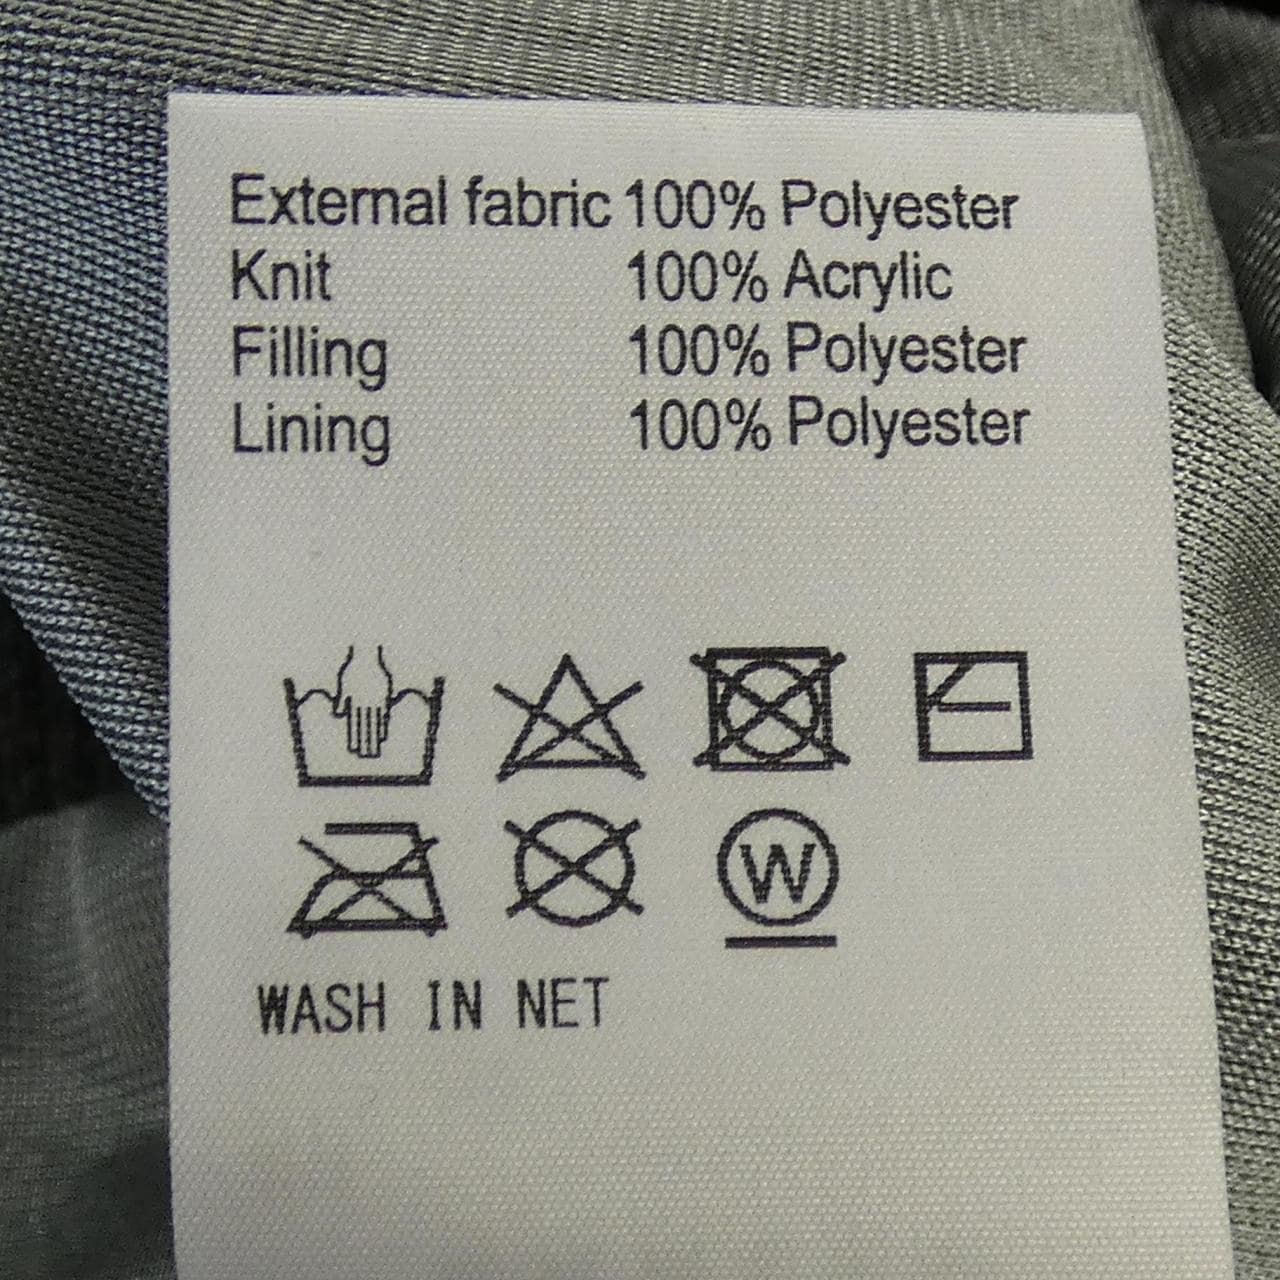 External fabric 100% Polyester
Knit 100% Acrylic
Filling 100% Polyester
Lining 100% Polyester
W
WASH IN NET